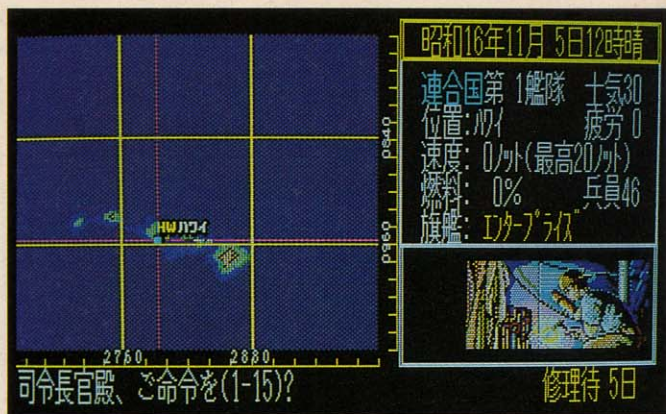 昭和16年11月 5日12時晴
連合国第 1艦隊 士気30
位置:ハワイ 疲労 0
速度: 0ノット(最高20ノット)
燃料: 0% 兵員46
旗艦: エンタープライズ
0840
HWハワイ
0960
2760 2880
司令長官殿、ご命令を(1-15)?
修理待 5日